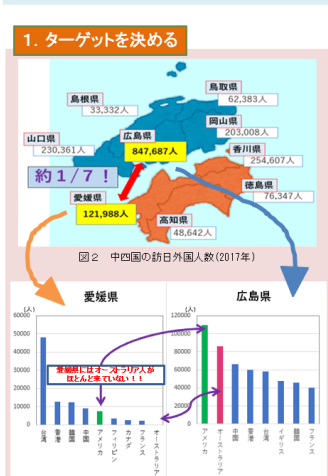 １．ターゲットを決める
鳥取県
62,383人
島根県
33,332人
岡山県
203,008人
広島県
847,687人
山口県
230,361人
香川県
254,607人
約１/７！
徳島県
76,347人
愛媛県
121,988人
高知県
48,642人
図２　中四国の訪日外国人数(2017年)
愛媛県
(人)
60000
50000
40000
30000
20000
10000
0
愛媛県にはオーストラリア人が
ほとんど来ていない！！
台湾
香港
韓国
中国
アメリカ
フィリピン
カナダ
フランス
オーストラリア
広島県
(人)
120000
100000
80000
60000
40000
20000
0
アメリカ
オーストラリア
中国
香港
台湾
イギリス
韓国
フランス